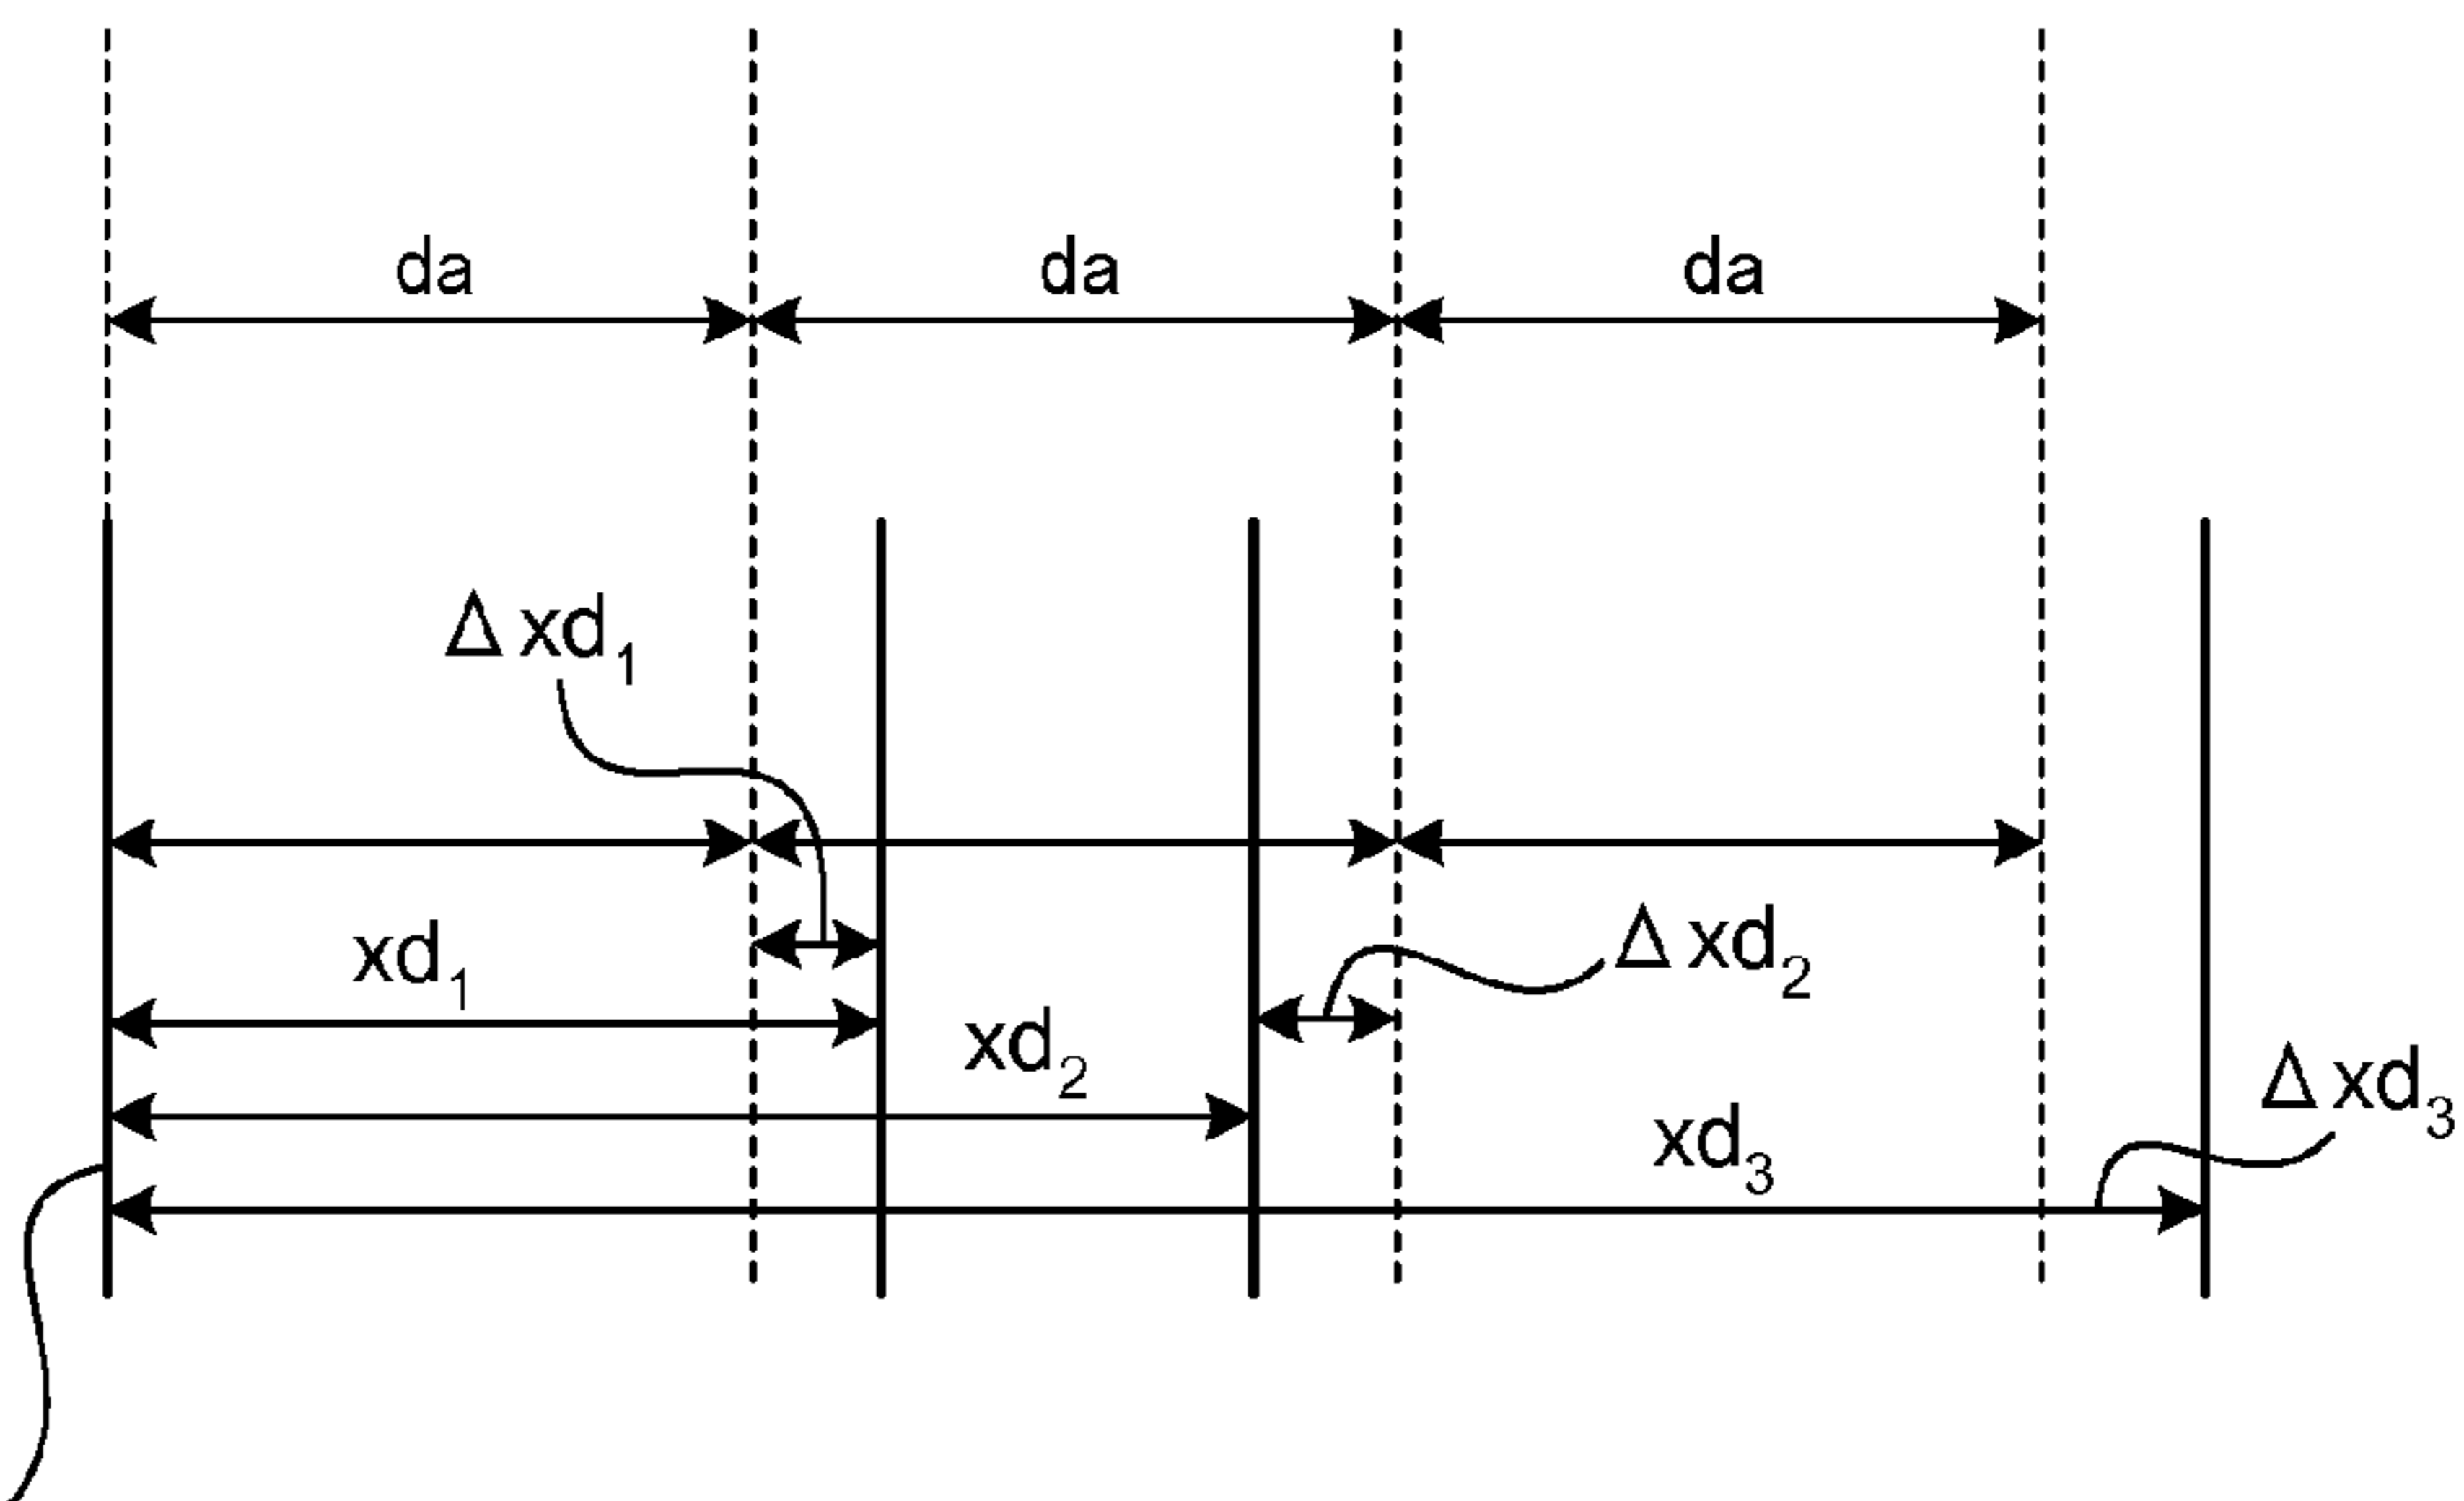 da da da
Δxd₁
xd₁
Δxd₂
xd₂
Δxd₃
xd₃